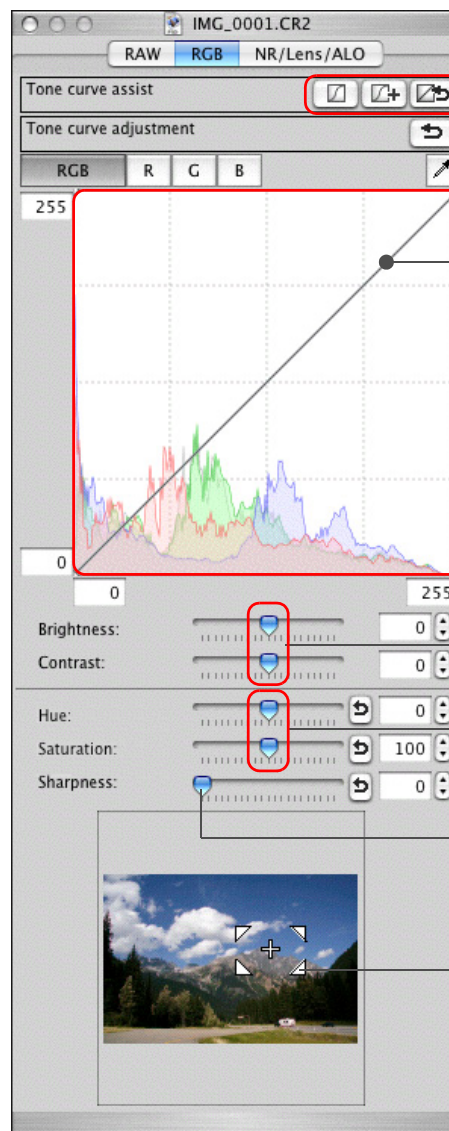 IMG_0001.CR2
RAW RGB NR/Lens/ALO
Tone curve assist
Tone curve adjustment
RGB R G B
255
0
0 255
Brightness: 0
Contrast: 0
Hue: 0
Saturation: 100
Sharpness: 0